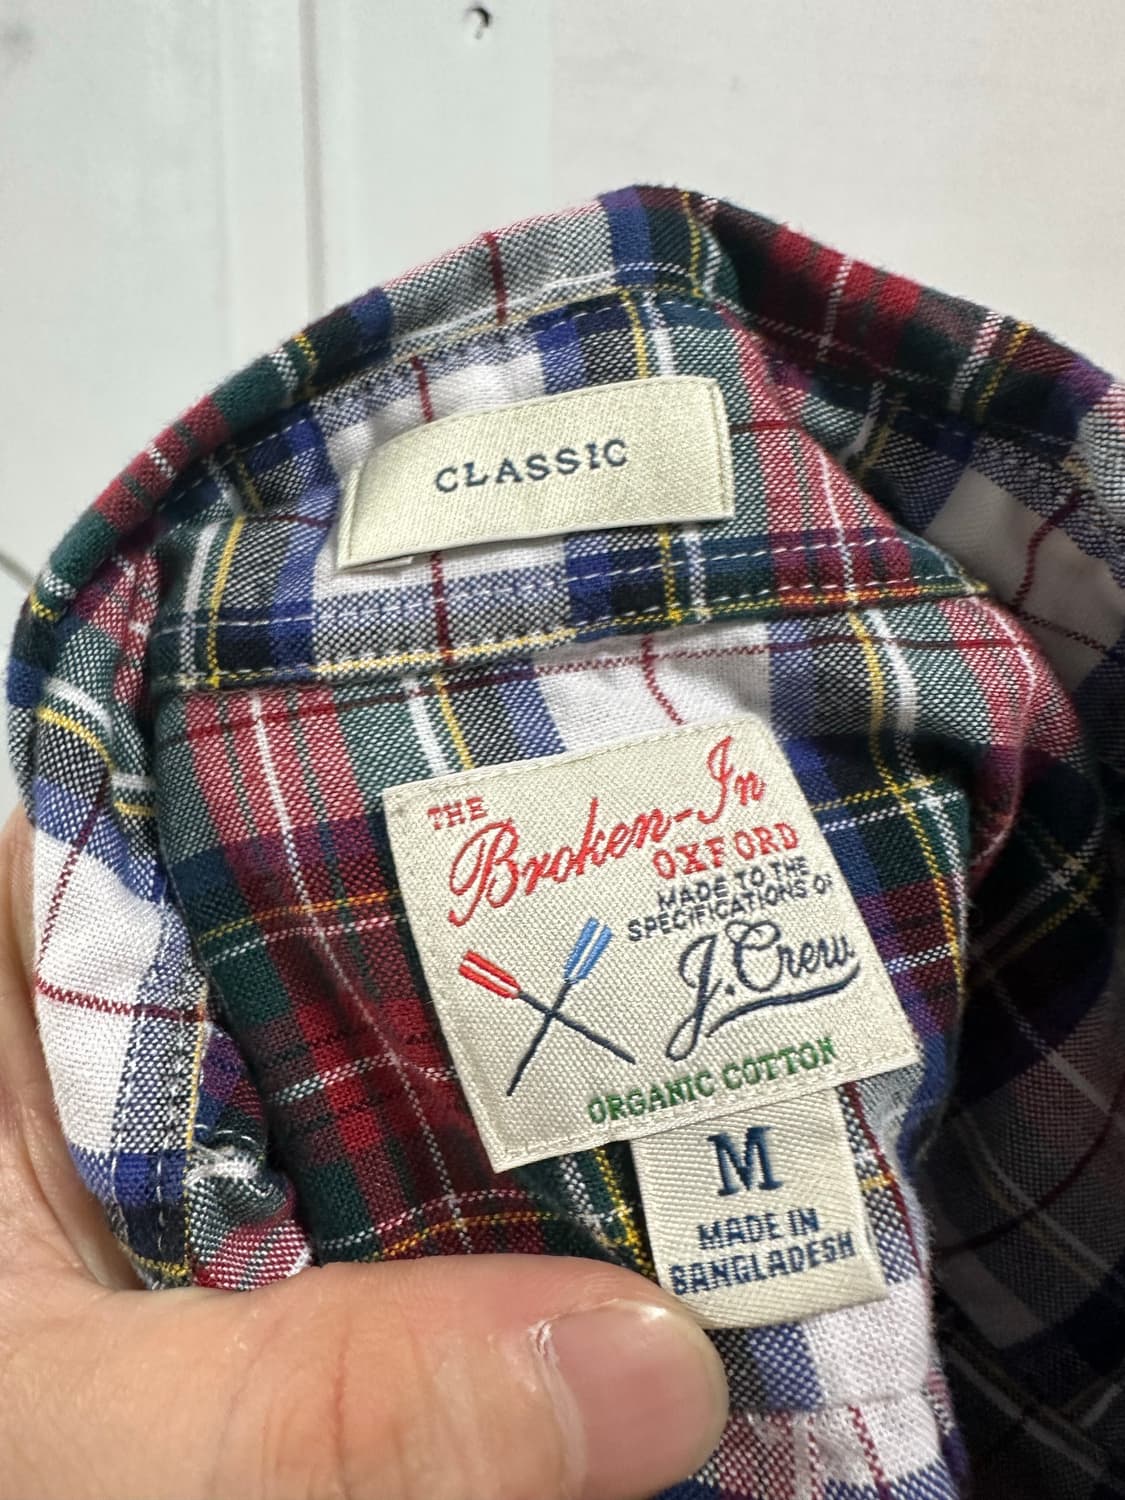 CLASSIC
THE
Broken-In
OXFORD
MADE TO THE
SPECIFICATIONS OF
J.Crew
ORGANIC COTTON
M
MADE IN
BANGLADESH